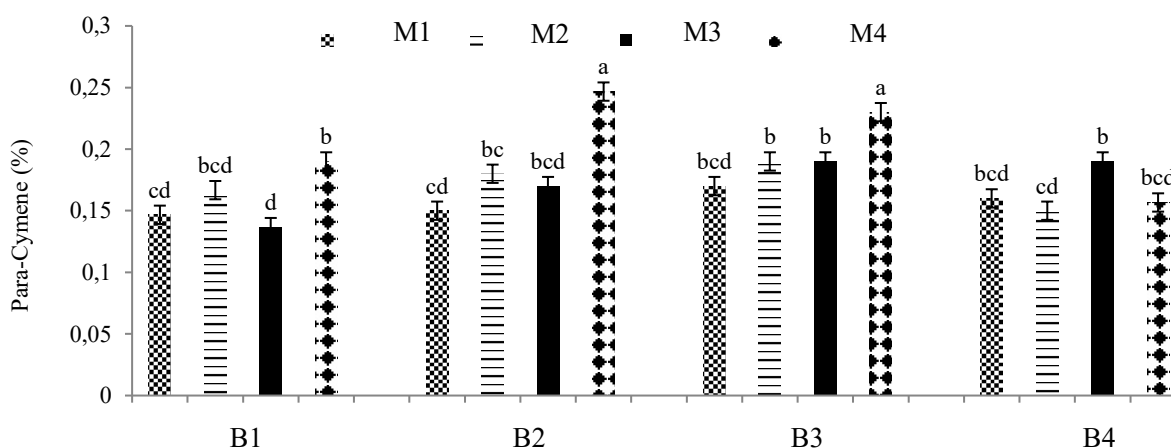 0,3
M1 M2 M3 M4
a
0,25
a
b b b b
0,2
bcd bc bcd bcd bcd bcd
cd d cd cd
0,15
0,1
0,05
0
Para-Cymene (%)
B1 B2 B3 B4